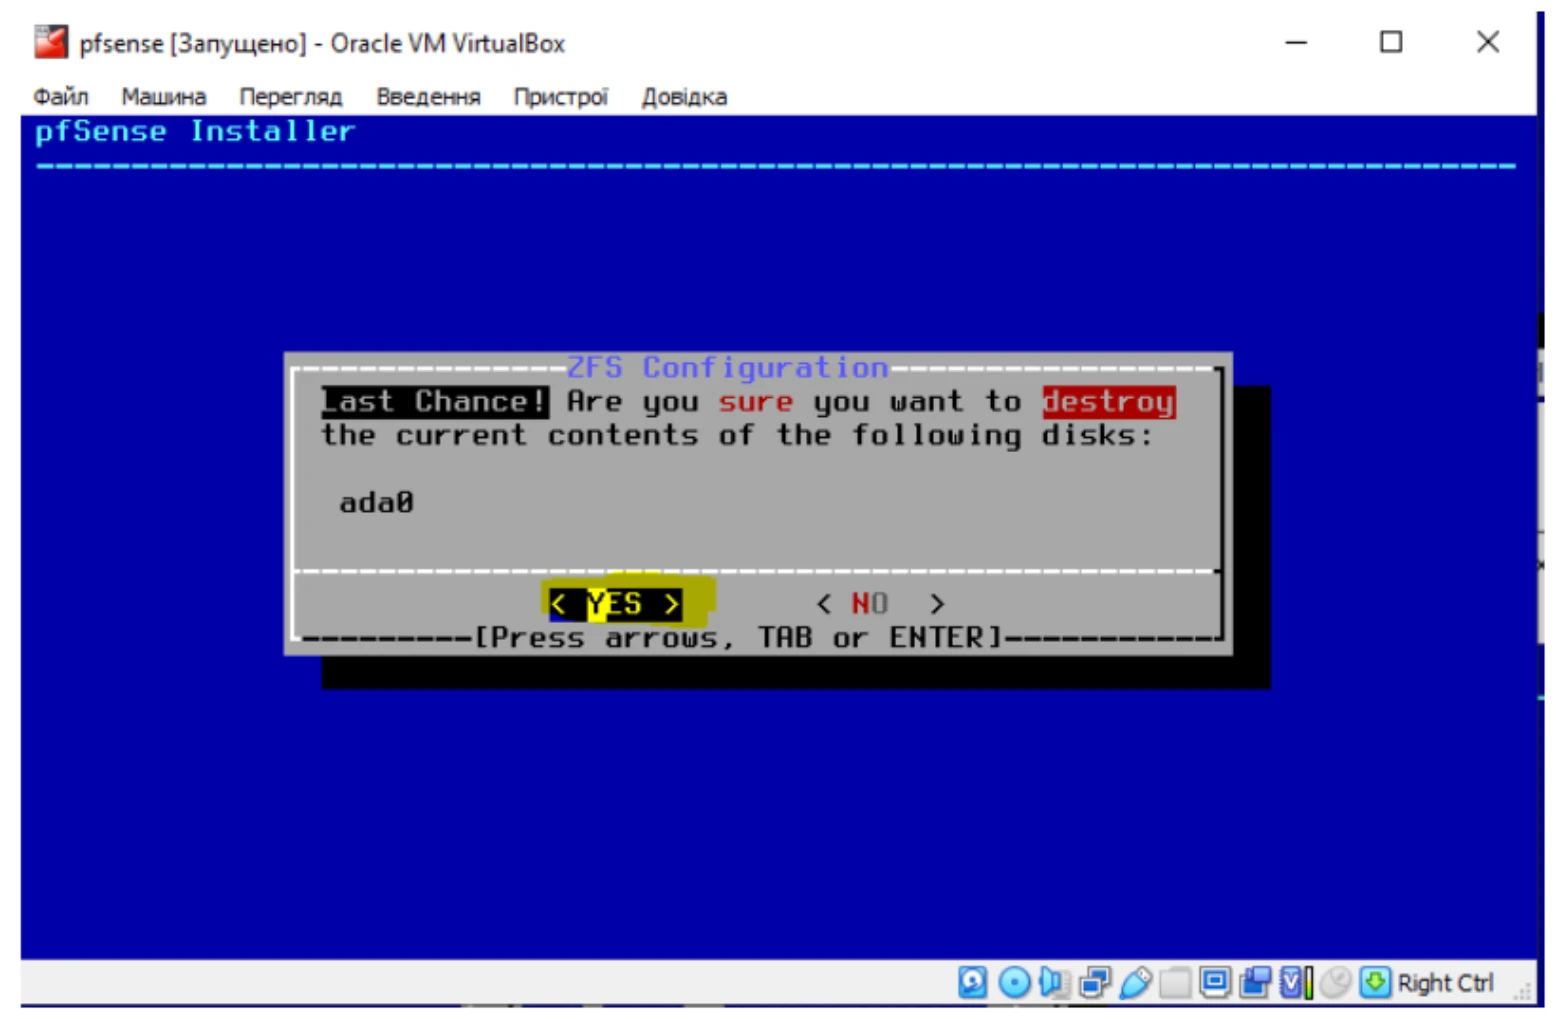 pfsense [Запущено] - Oracle VM VirtualBox
Файл Машина Перегляд Введення Пристрої Довідка
pfSense Installer
ZFS Configuration
Last Chance! Are you sure you want to destroy
the current contents of the following disks:
ada0
< YES > < NO >
[Press arrows, TAB or ENTER]
Right Ctrl